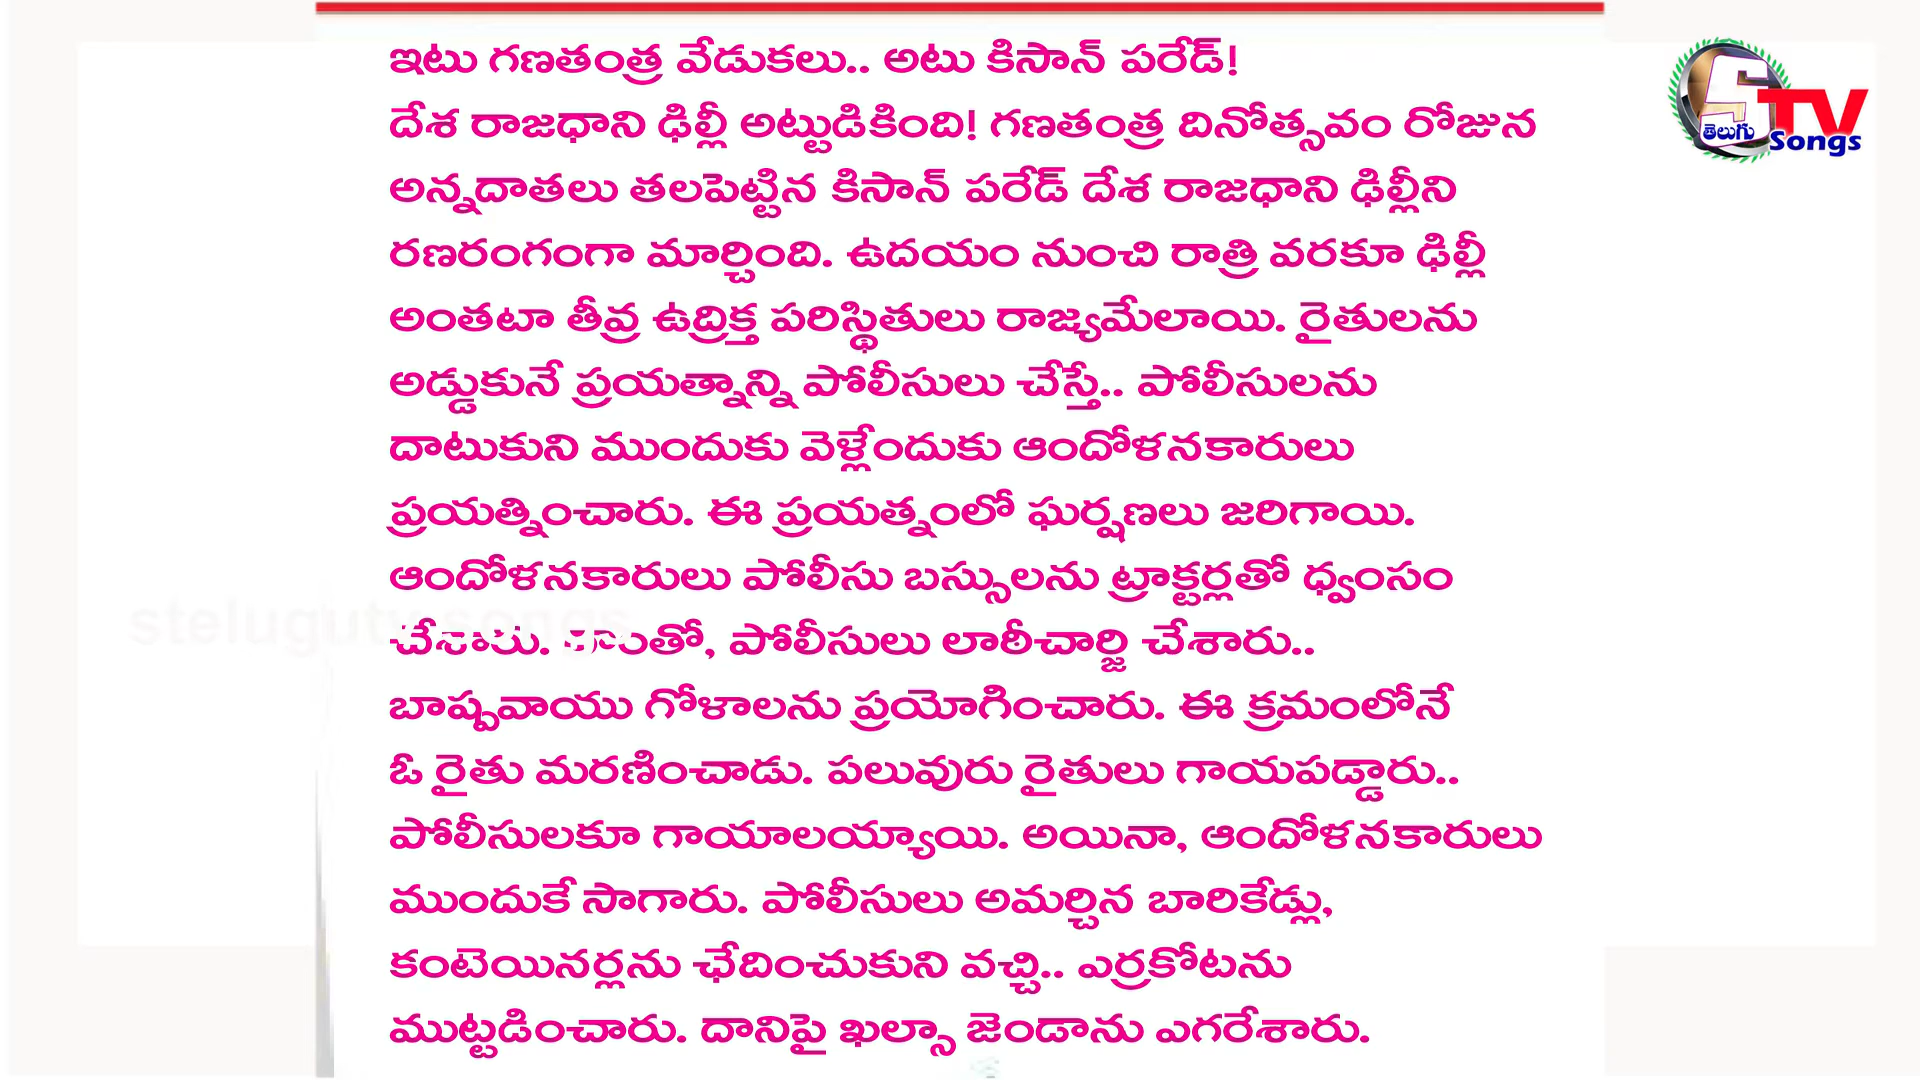 ఇటు గణతంత్ర వేడుకలు.. అటు కిసాన్ పరేడ్!
దేశ రాజధాని ఢిల్లీ అట్టుడికింది! గణతంత్ర దినోత్సవం రోజున
అన్నదాతలు తలపెట్టిన కిసాన్ పరేడ్ దేశ రాజధాని ఢిల్లీని
రణరంగంగా మార్చింది. ఉదయం నుంచి రాత్రి వరకూ ఢిల్లీ
అంతటా తీవ్ర ఉద్రిక్త పరిస్థితులు రాజ్యమేలాయి. రైతులను
అడ్డుకునే ప్రయత్నాన్ని పోలీసులు చేస్తే.. పోలీసులను
దాటుకుని ముందుకు వెళ్లేందుకు ఆందోళనకారులు
ప్రయత్నించారు. ఈ ప్రయత్నంలో ఘర్షణలు జరిగాయి.
ఆందోళనకారులు పోలీసు బస్సులను ట్రాక్టర్లతో ధ్వంసం
చేశారు. పోలీసులు లాఠీచార్జి చేశారు..
బాష్పవాయు గోళాలను ప్రయోగించారు. ఈ క్రమంలోనే
ఓ రైతు మరణించాడు. పలువురు రైతులు గాయపడ్డారు..
పోలీసులకూ గాయాలయ్యాయి. అయినా, ఆందోళనకారులు
ముందుకే సాగారు. పోలీసులు అమర్చిన బారికేడ్లు,
కంటెయినర్లను ఛేదించుకుని వచ్చి.. ఎర్రకోటను
ముట్టడించారు. దానిపై ఖల్సా జెండాను ఎగరేశారు.
S తెలుగు TV Songs
stelugutv songs